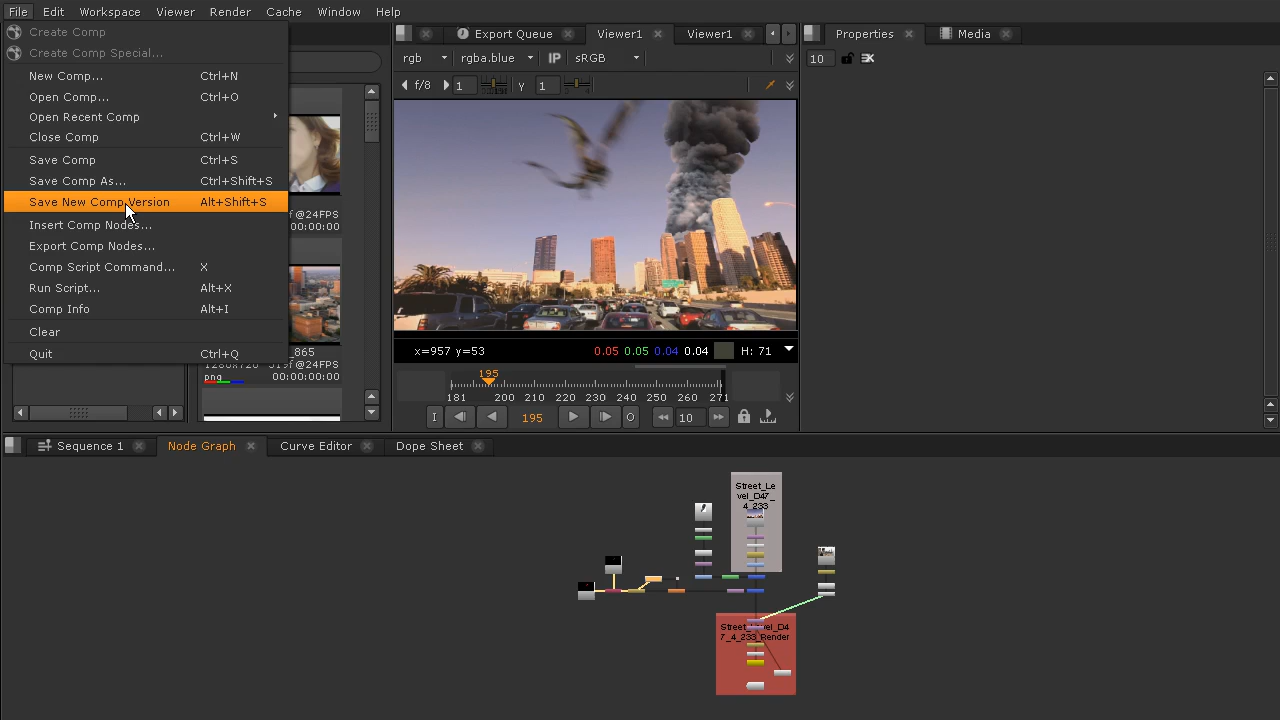 File Edit Workspace Viewer Render Cache Window Help
Create Comp
Create Comp Special...
New Comp... Ctrl+N
Open Comp... Ctrl+O
Open Recent Comp
Close Comp Ctrl+W
Save Comp Ctrl+S
Save Comp As... Ctrl+Shift+S
Save New Comp Version Alt+Shift+S
Insert Comp Nodes...
Export Comp Nodes...
Comp Script Command... X
Run Script... Alt+X
Comp Info Alt+I
Clear
Quit Ctrl+Q
@24FPS
00:00:00
_865
1280x720 319f@24FPS
png 00:00:00:00
Export Queue Viewer1 Viewer1
rgb rgba.blue IP sRGB
f/8 1 γ 1
x=957 y=53 0.05 0.05 0.04 0.04 H: 71
195
181 200 210 220 230 240 250 260 271
195 10
Properties Media
10
Sequence 1 Node Graph Curve Editor Dope Sheet
Street_Le
vel_D47_
4_233
Street_Level_D4
7_4_233_Render